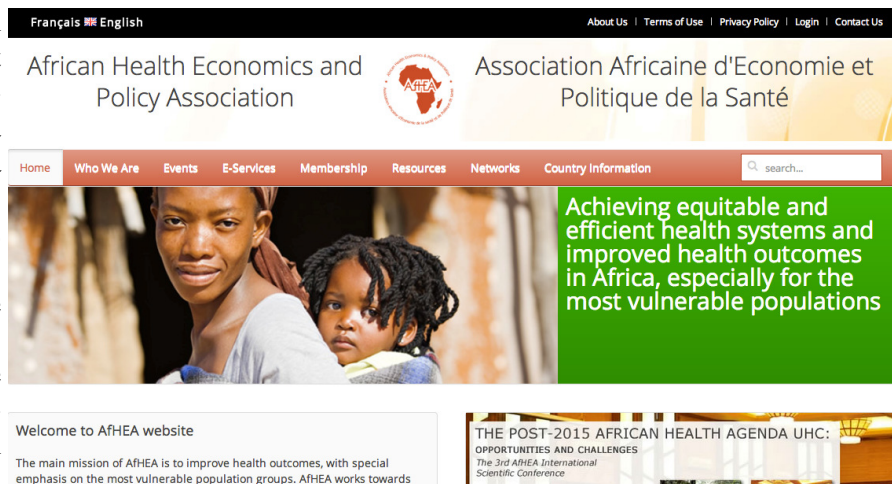 Français English
About Us | Terms of Use | Privacy Policy | Login | Contact Us
African Health Economics and
Policy Association
AfHEA
Association Africaine d'Economie et
Politique de la Santé
Home Who We Are Events E-Services Membership Resources Networks Country Information search...
Achieving equitable and
efficient health systems and
improved health outcomes
in Africa, especially for the
most vulnerable populations
Welcome to AfHEA website
The main mission of AfHEA is to improve health outcomes, with special
emphasis on the most vulnerable population groups. AfHEA works towards
THE POST-2015 AFRICAN HEALTH AGENDA UHC:
OPPORTUNITIES AND CHALLENGES
The 3rd AfHEA International
Scientific Conference